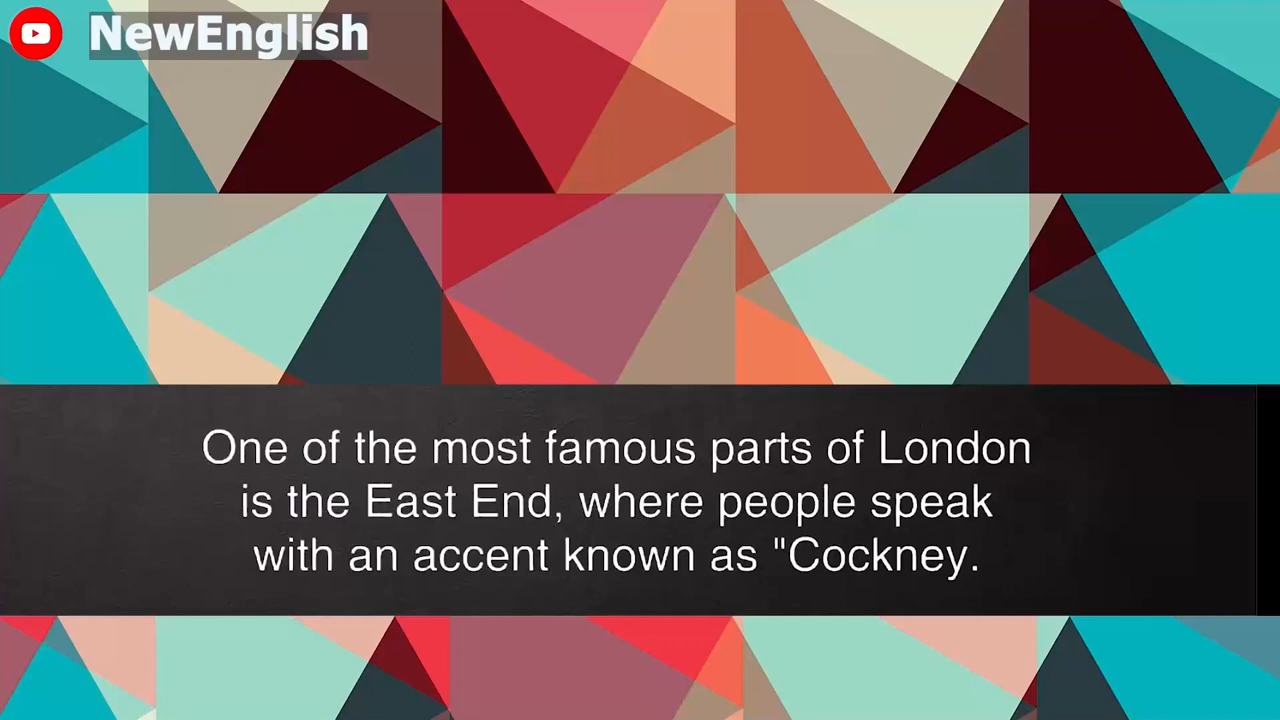 NewEnglish
One of the most famous parts of London
is the East End, where people speak
with an accent known as "Cockney.